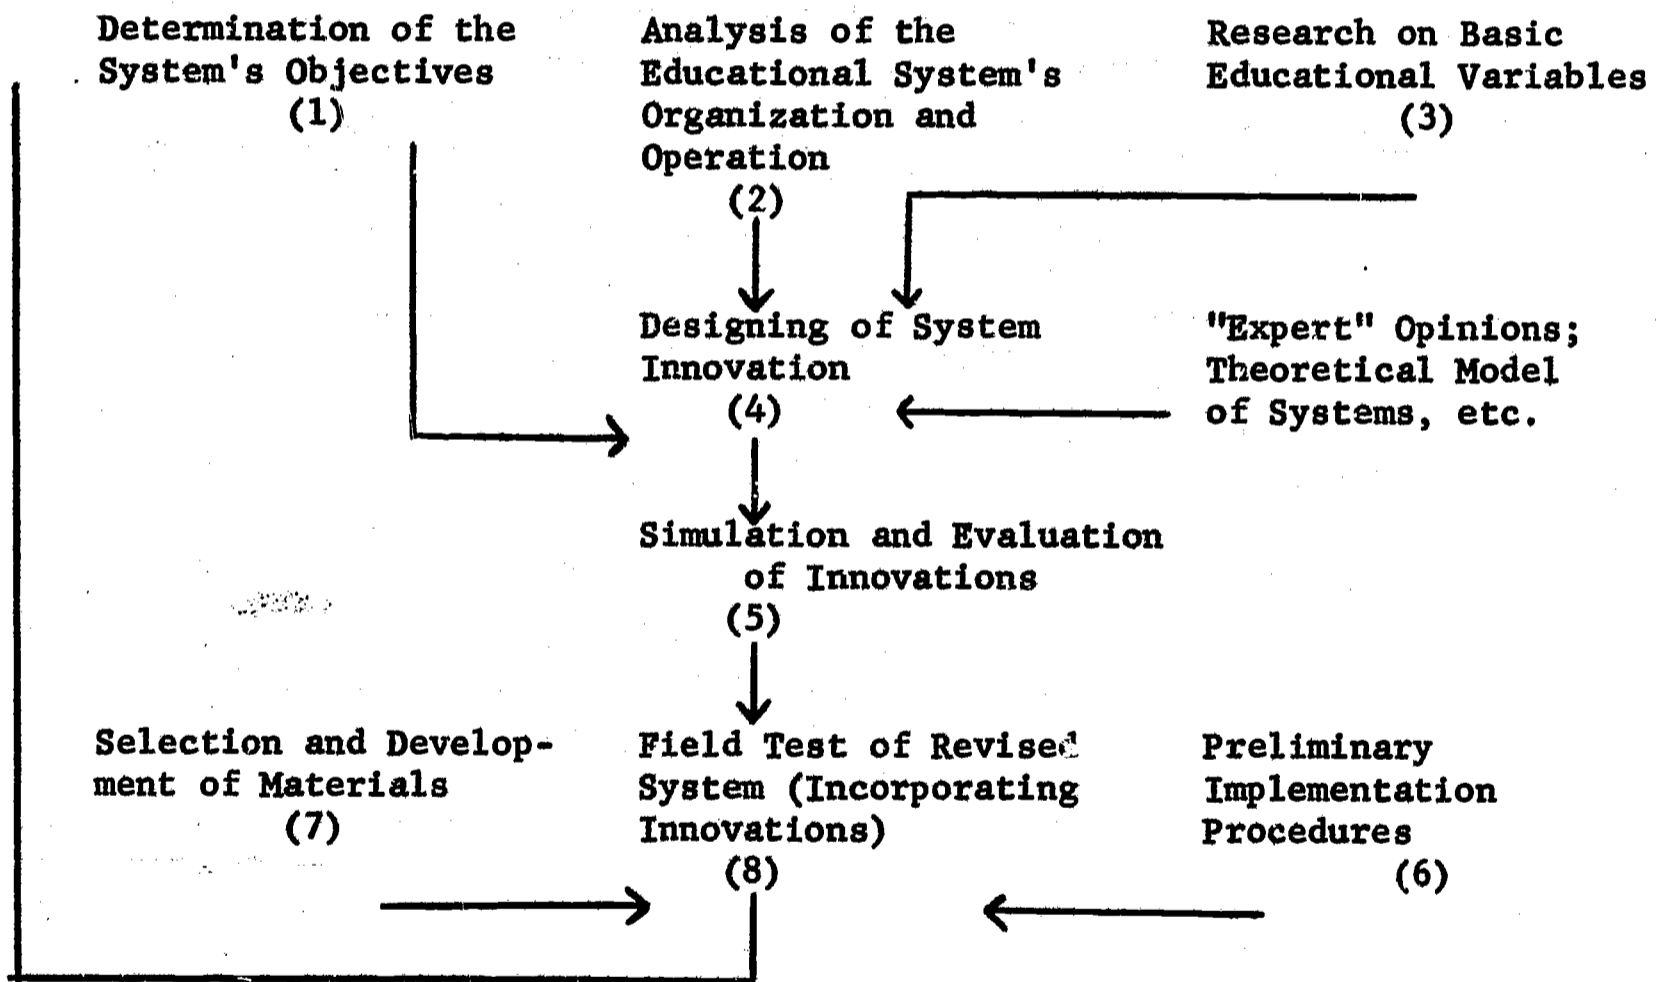 Determination of the
System's Objectives
(1)
Analysis of the
Educational System's
Organization and
Operation
(2)
Research on Basic
Educational Variables
(3)
Designing of System
Innovation
(4)
"Expert" Opinions;
Theoretical Model
of Systems, etc.
Simulation and Evaluation
of Innovations
(5)
Selection and Develop-
ment of Materials
(7)
Field Test of Revised
System (Incorporating
Innovations)
(8)
Preliminary
Implementation
Procedures
(6)